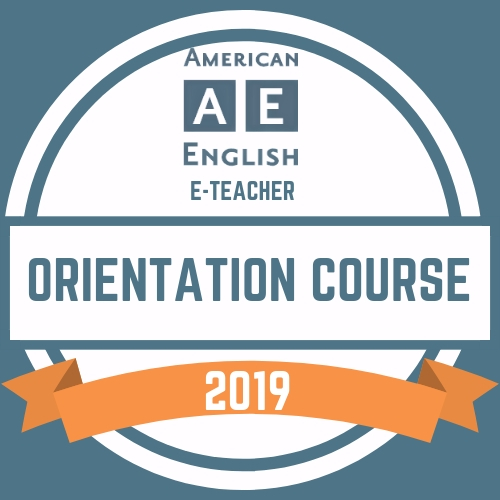 AMERICAN
A E
ENGLISH
E-TEACHER
ORIENTATION COURSE
2019